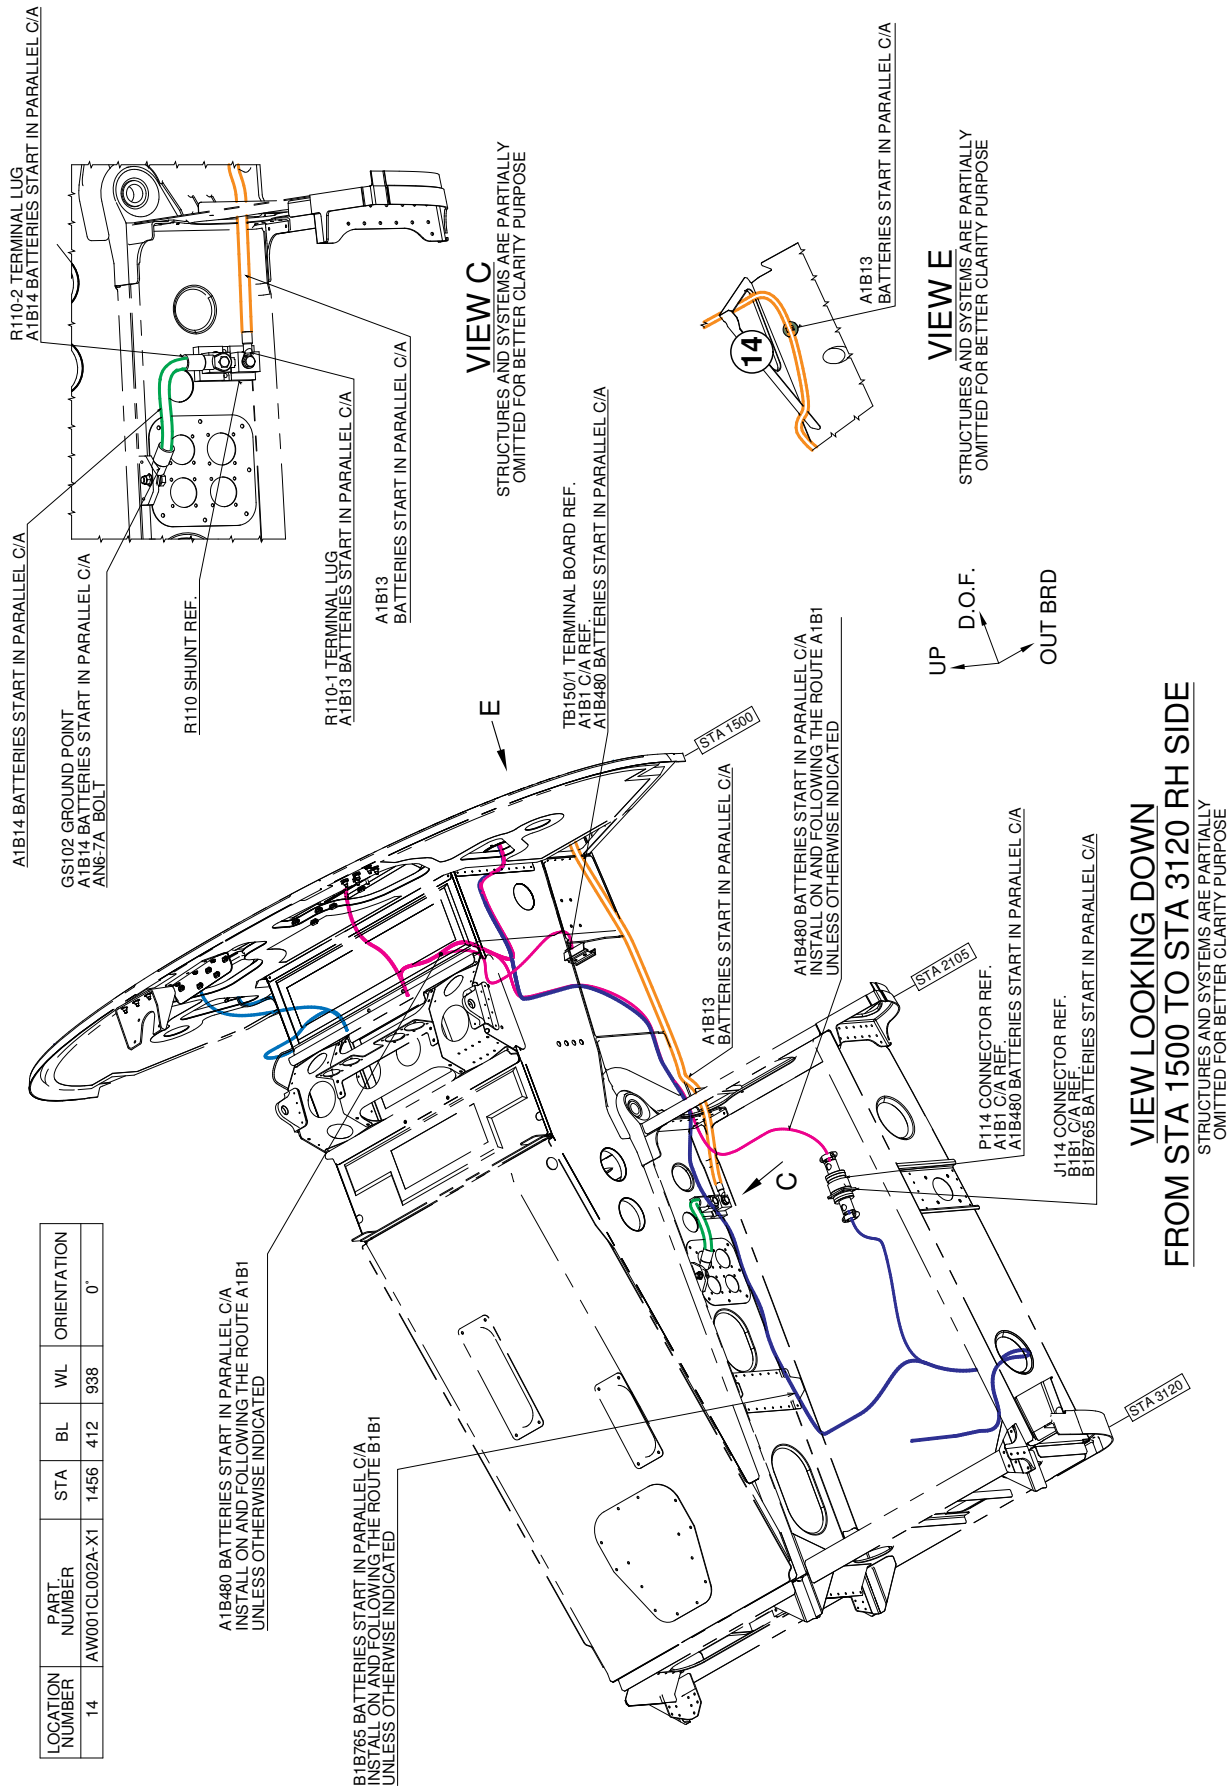 A1B14 BATTERIES START IN PARALLEL C/A
GS102 GROUND POINT
A1B14 BATTERIES START IN PARALLEL C/A
AN6-7A BOLT
R110 SHUNT REF.
R110-2 TERMINAL LUG
A1B14 BATTERIES START IN PARALLEL C/A
R110-1 TERMINAL LUG
A1B13 BATTERIES START IN PARALLEL C/A
A1B13
BATTERIES START IN PARALLEL C/A
VIEW C
STRUCTURES AND SYSTEMS ARE PARTIALLY
OMITTED FOR BETTER CLARITY PURPOSE
14
A1B13
BATTERIES START IN PARALLEL C/A
VIEW E
STRUCTURES AND SYSTEMS ARE PARTIALLY
OMITTED FOR BETTER CLARITY PURPOSE
LOCATION NUMBER PART NUMBER STA BL WL ORIENTATION
14 AW001CL002A-X1 1456 412 938 0°
A1B480 BATTERIES START IN PARALLEL C/A
INSTALL ON AND FOLLOWING THE ROUTE A1B1
UNLESS OTHERWISE INDICATED
B1B765 BATTERIES START IN PARALLEL C/A
INSTALL ON AND FOLLOWING THE ROUTE B1B1
UNLESS OTHERWISE INDICATED
E
STA 1500
TB150/1 TERMINAL BOARD REF.
A1B1 C/A REF.
A1B480 BATTERIES START IN PARALLEL C/A
A1B13
BATTERIES START IN PARALLEL C/A
A1B480 BATTERIES START IN PARALLEL C/A
INSTALL ON AND FOLLOWING THE ROUTE A1B1
UNLESS OTHERWISE INDICATED
C
STA 2105
P114 CONNECTOR REF.
A1B1 C/A REF.
A1B480 BATTERIES START IN PARALLEL C/A
J114 CONNECTOR REF.
B1B1 C/A REF.
B1B765 BATTERIES START IN PARALLEL C/A
STA 3120
UP
D.O.F.
OUT BRD
VIEW LOOKING DOWN
FROM STA 1500 TO STA 3120 RH SIDE
STRUCTURES AND SYSTEMS ARE PARTIALLY
OMITTED FOR BETTER CLARITY PURPOSE